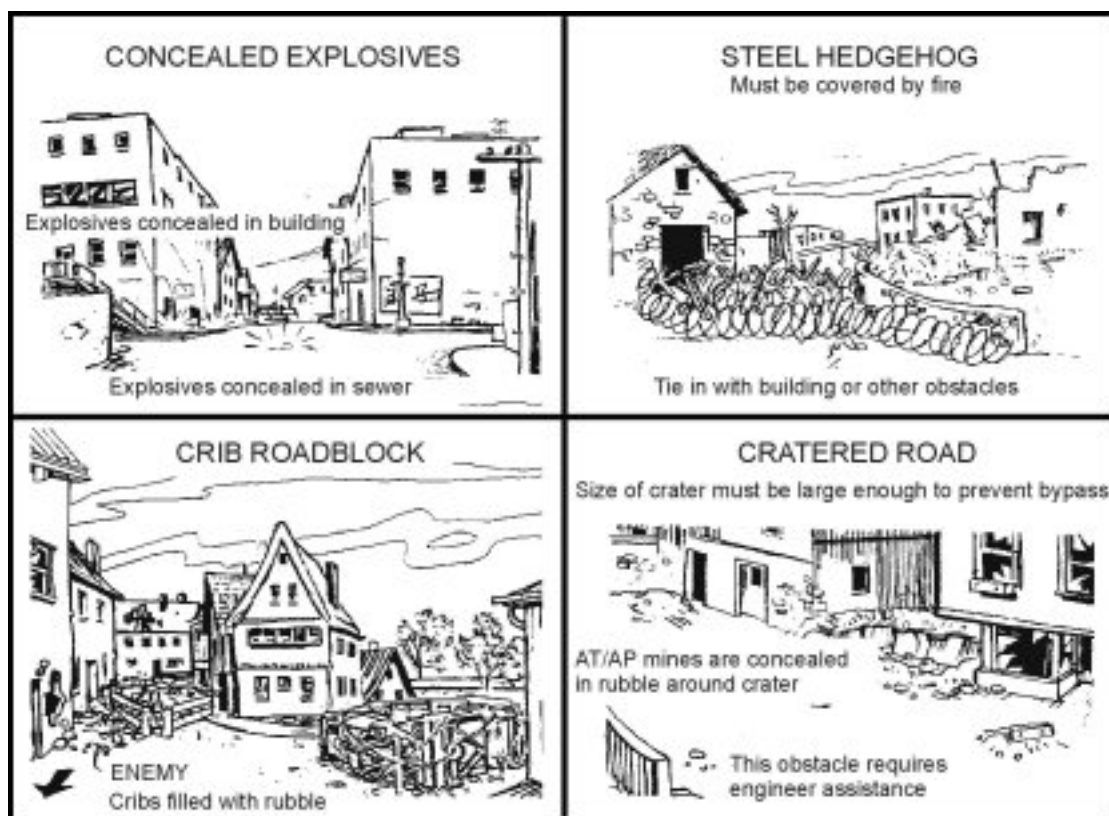 CONCEALED EXPLOSIVES
Explosives concealed in building
Explosives concealed in sewer
STEEL HEDGEHOG
Must be covered by fire
Tie in with building or other obstacles
CRIB ROADBLOCK
ENEMY
Cribs filled with rubble
CRATERED ROAD
Size of crater must be large enough to prevent bypass
AT/AP mines are concealed
in rubble around crater
This obstacle requires
engineer assistance